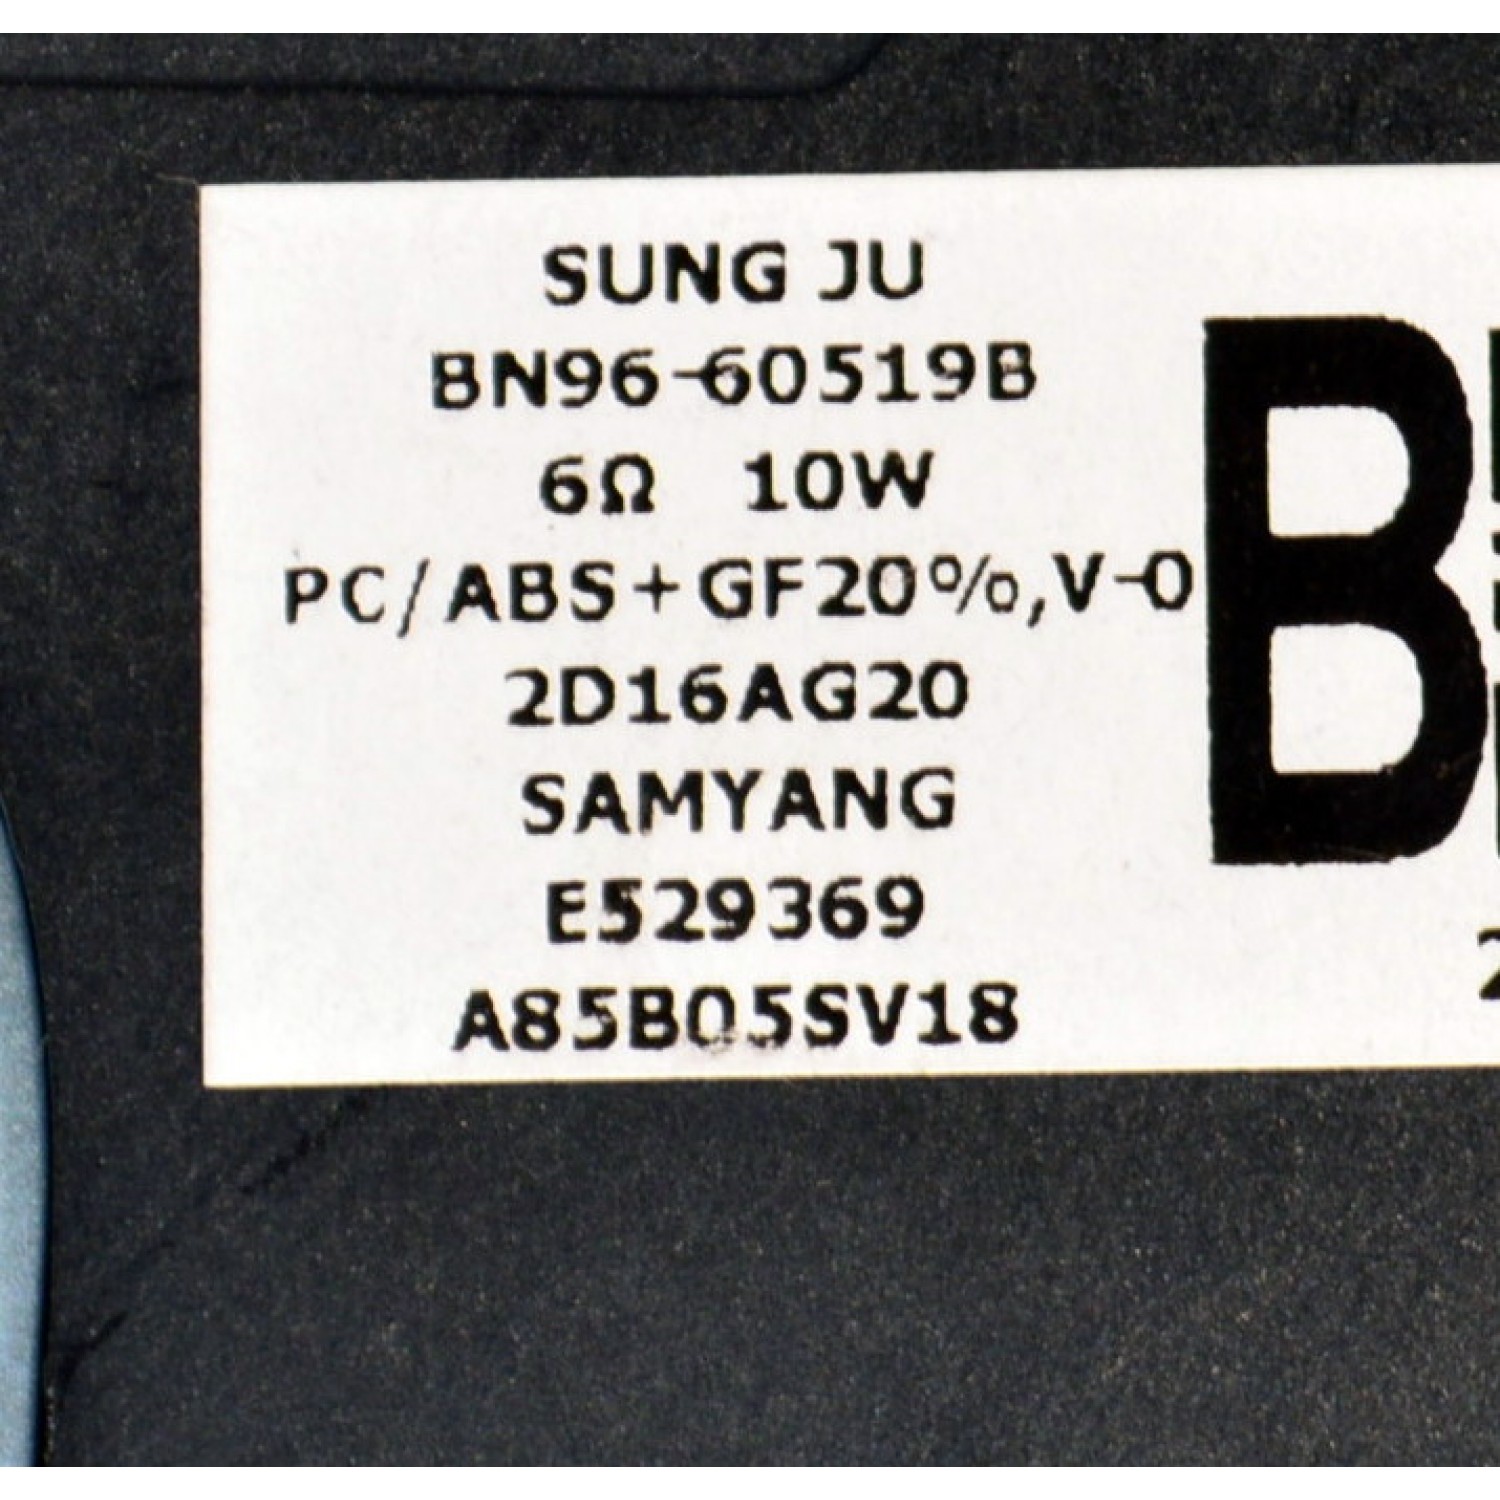 SUNG JU
BN96-60519B
6Ω 10W
PC/ABS+GF20%,V-0
2D16AG20
SAMYANG
E529369
A85B05SV18
B